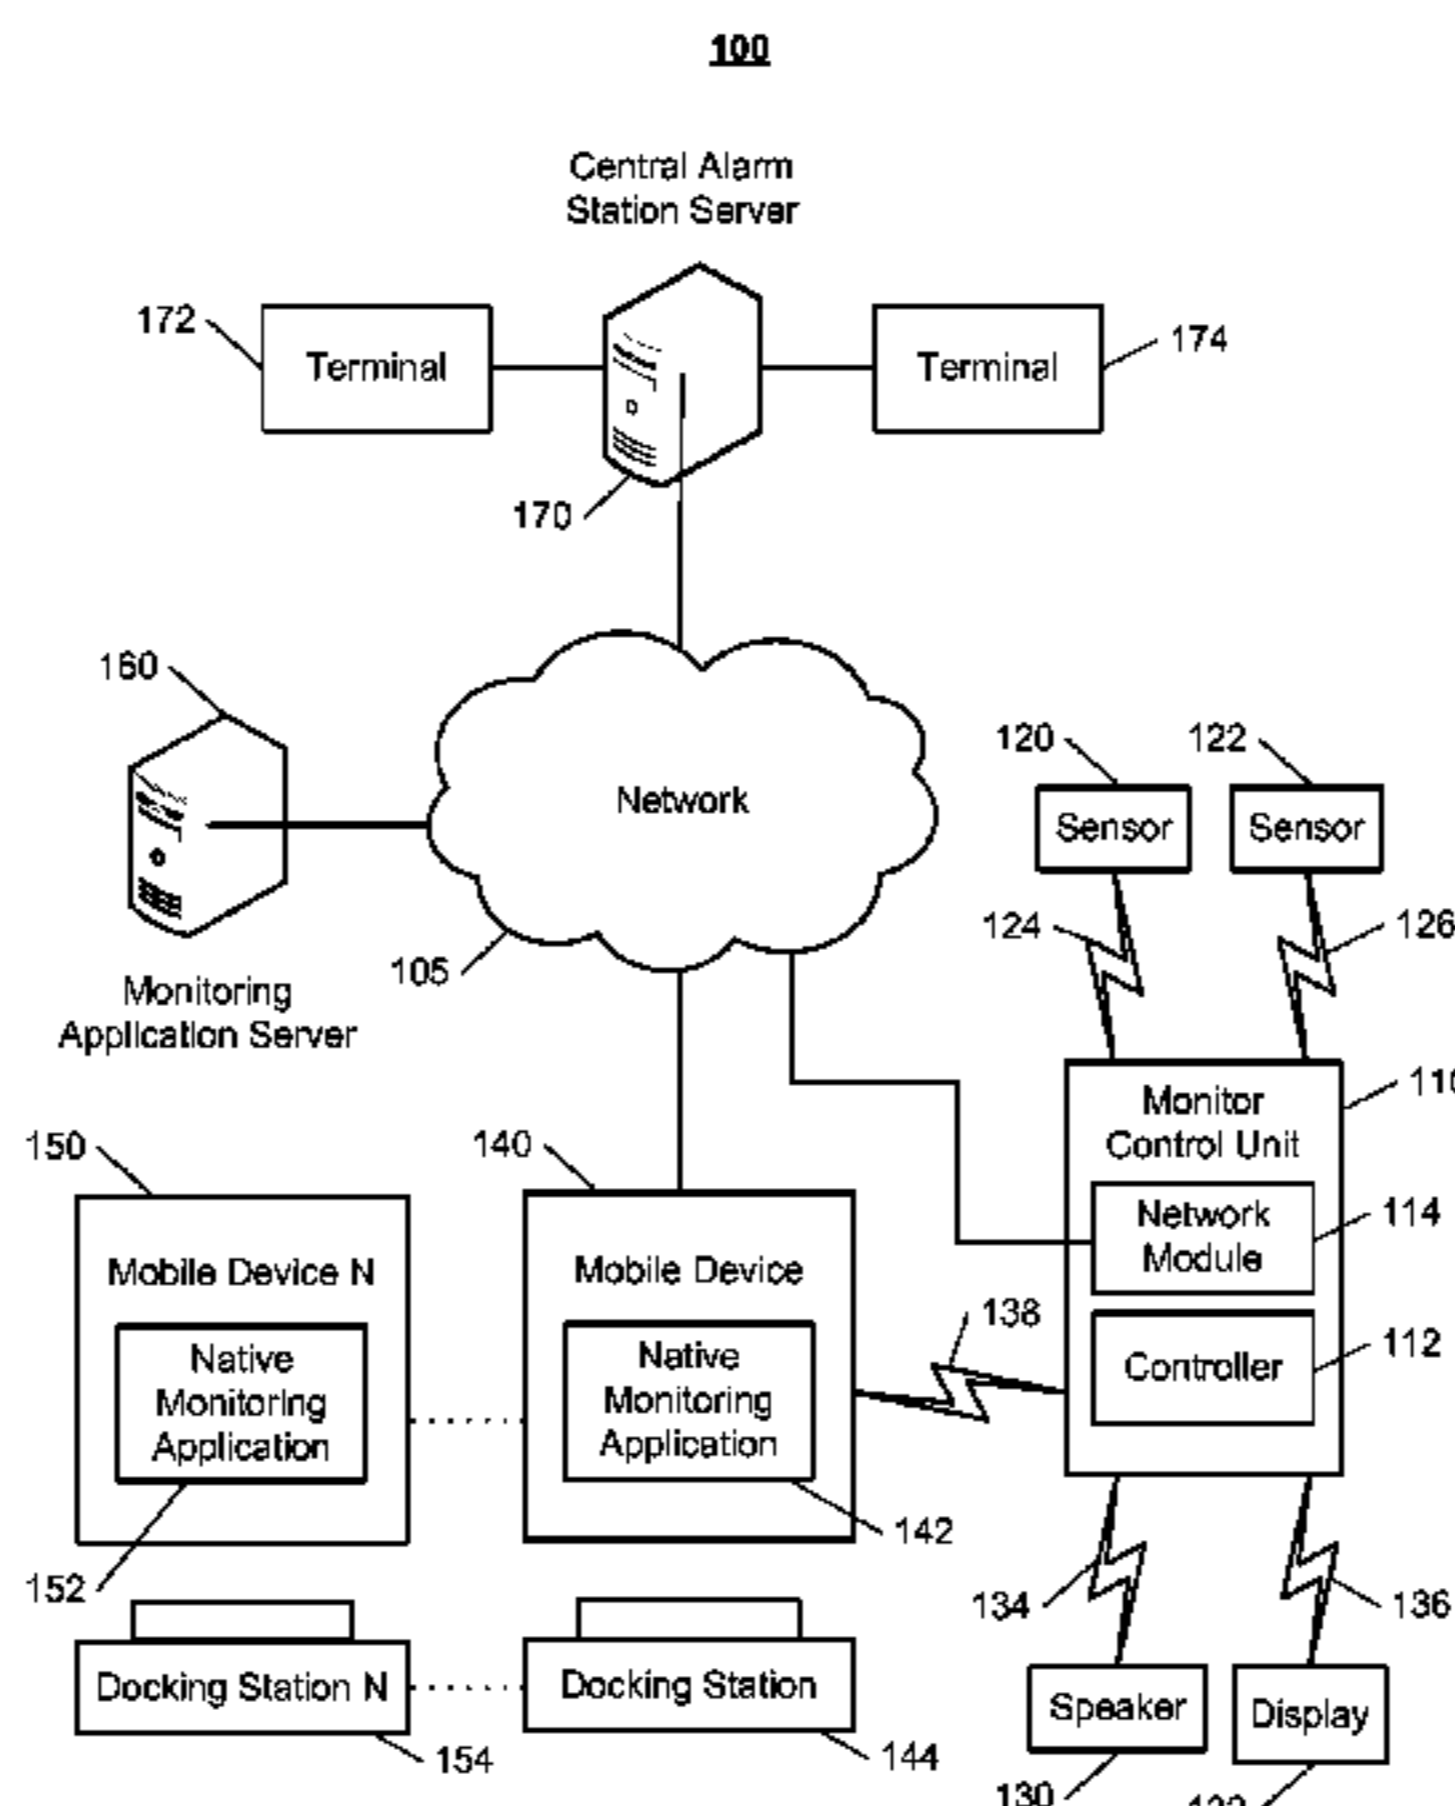 100
Central Alarm
Station Server
172
Terminal
Terminal
174
170
160
Network
120
122
Sensor
Sensor
124
126
105
Monitoring
Application Server
Monitor
Control Unit
150
140
Network
Module
114
Mobile Device N
Mobile Device
138
Native
Monitoring
Application
Native
Monitoring
Application
Controller
112
142
152
134
136
Docking Station N
Docking Station
Speaker
Display
154
144
130